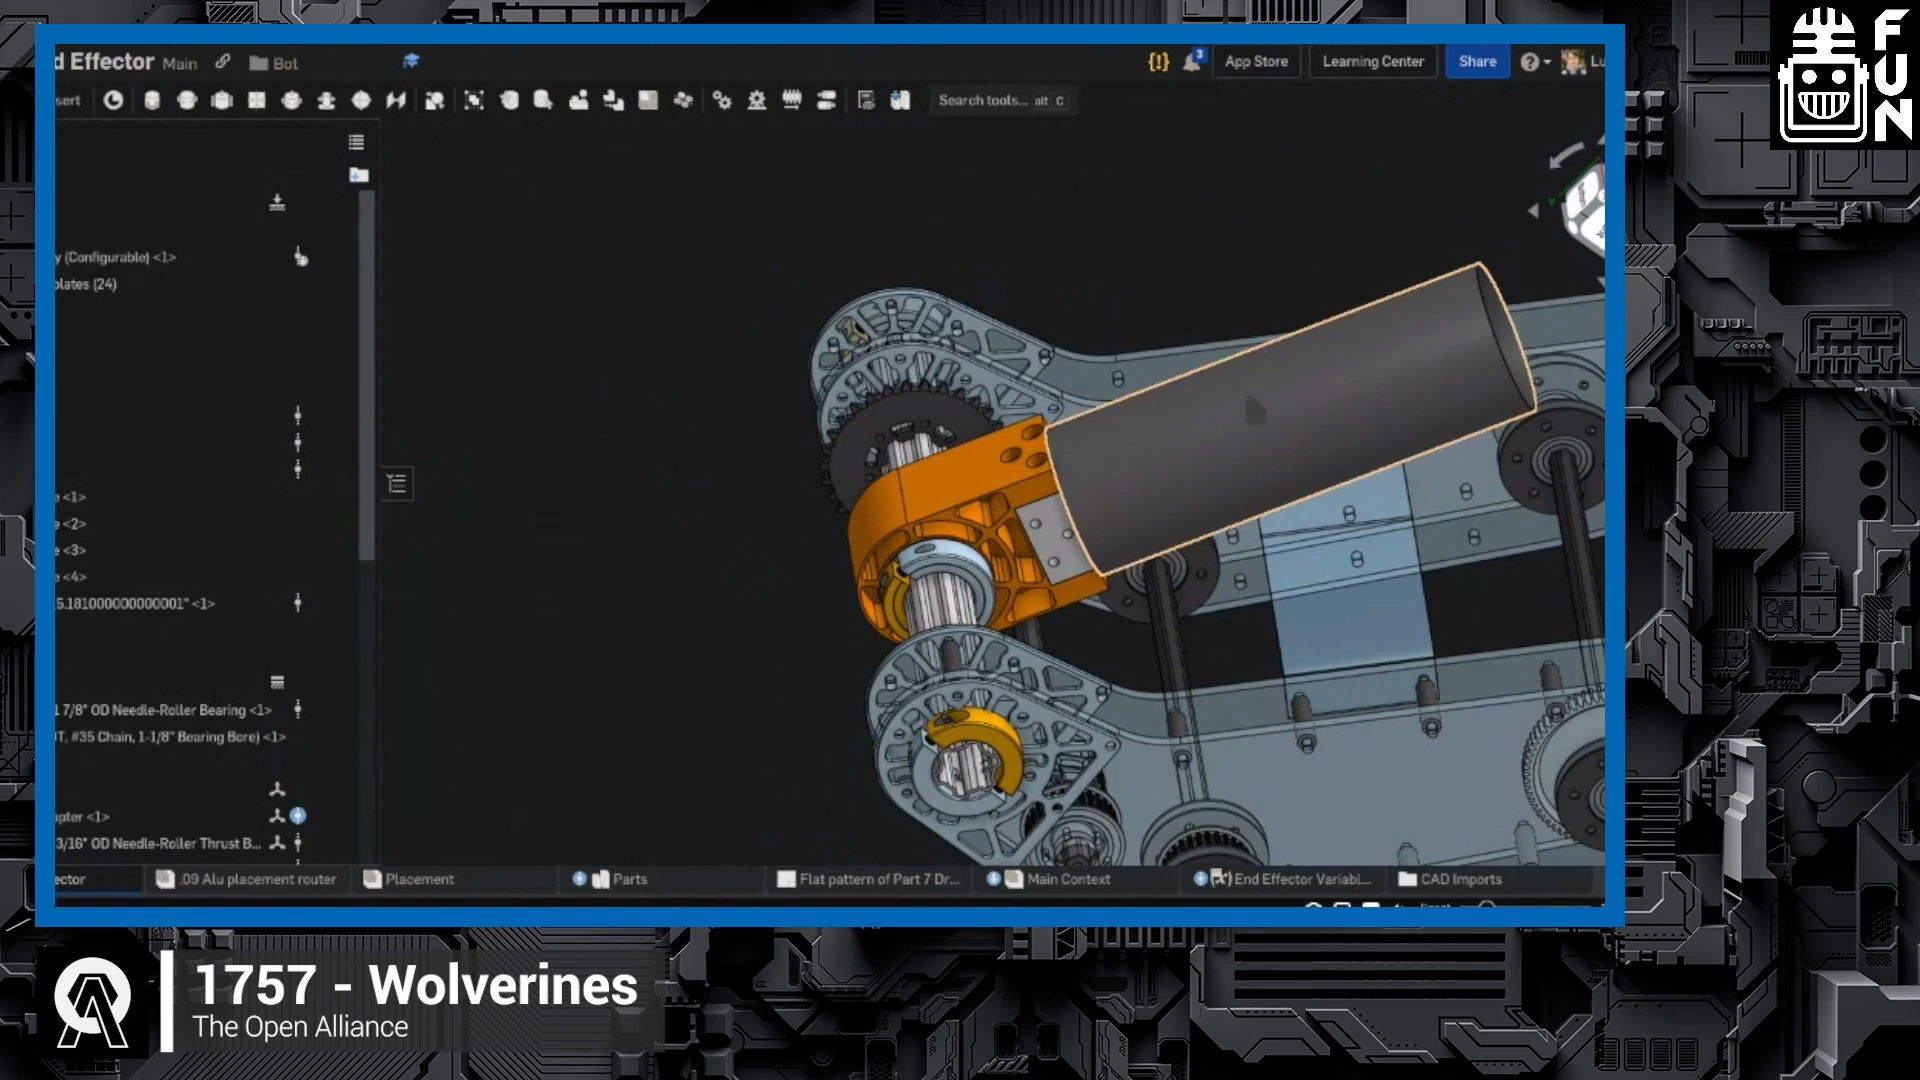 d Effector Main Bot
3
App Store
Learning Center
Share
Lu
sert
Search tools... alt C
y (Configurable) <1>
plates (24)
e <1>
e <2>
e <3>
e <4>
5.181000000000001" <1>
1 7/8" OD Needle-Roller Bearing <1>
T, #35 Chain, 1-1/8" Bearing Bore) <1>
pter <1>
3/16" OD Needle-Roller Thrust B...
ector
.09 Alu placement router
Placement
Parts
Flat pattern of Part 7 Dr...
Main Context
End Effector Variabl...
CAD Imports
FUN
1757 - Wolverines
The Open Alliance